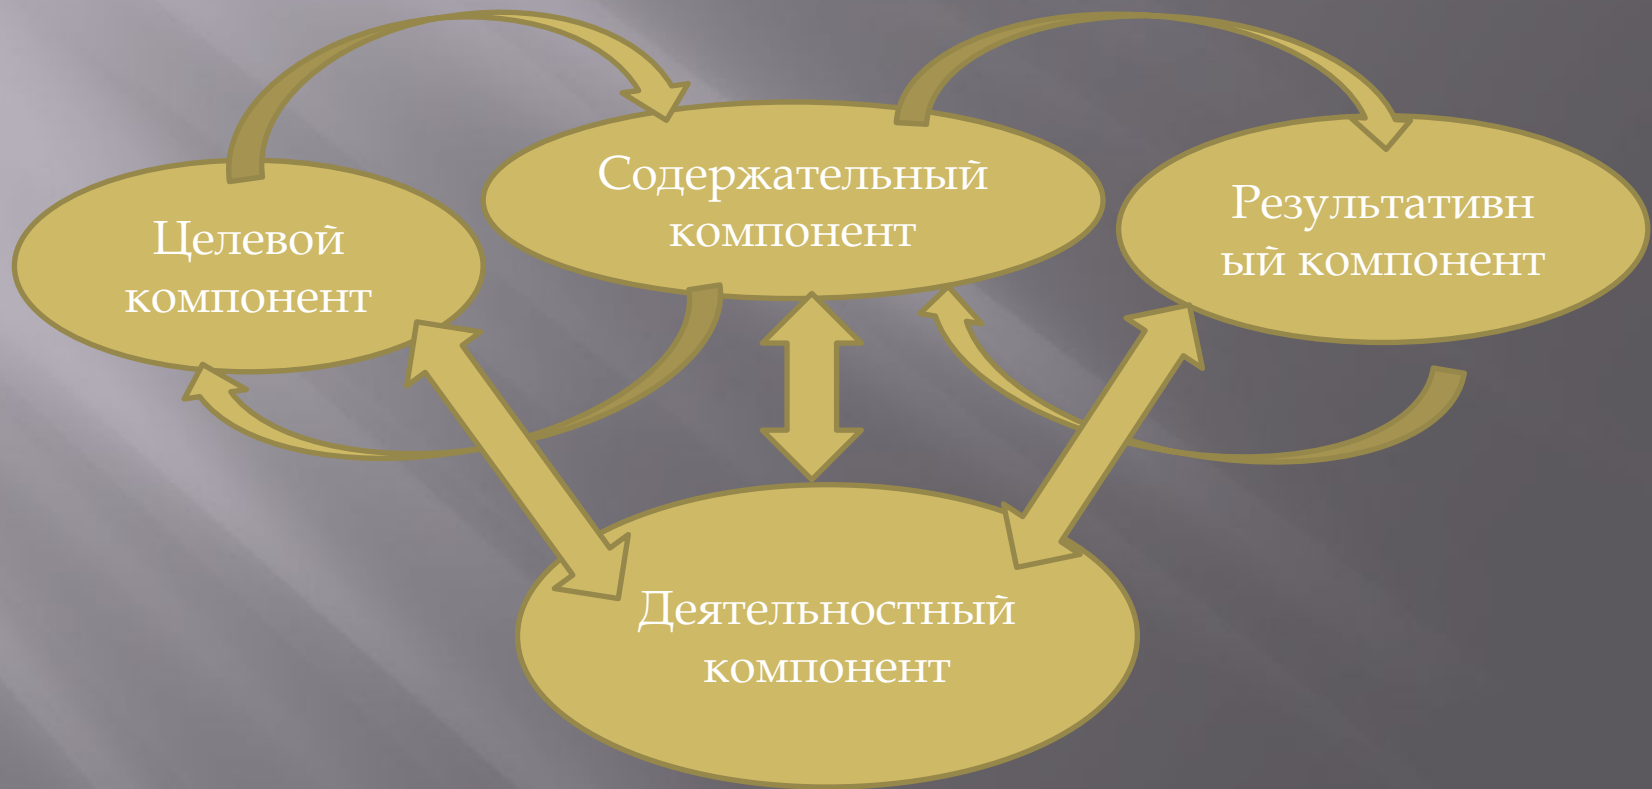 Целевой
компонент
Содержательный
компонент
Результативн
ый компонент
Деятельностный
компонент